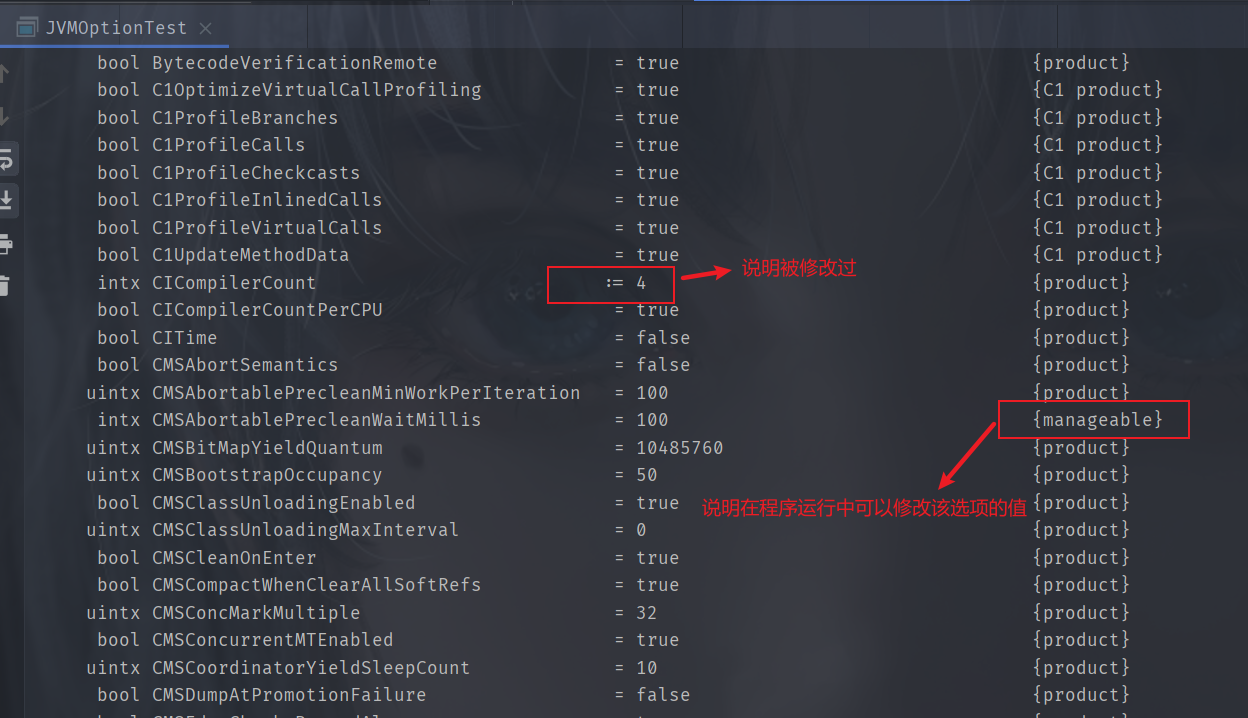 JVMOptionTest
bool BytecodeVerificationRemote = true {product}
bool C1OptimizeVirtualCallProfiling = true {C1 product}
bool C1ProfileBranches = true {C1 product}
bool C1ProfileCalls = true {C1 product}
bool C1ProfileCheckcasts = true {C1 product}
bool C1ProfileInlinedCalls = true {C1 product}
bool C1ProfileVirtualCalls = true {C1 product}
bool C1UpdateMethodData = true {C1 product}
说明被修改过
intx CICompilerCount := 4 {product}
bool CICompilerCountPerCPU = true {product}
bool CITime = false {product}
bool CMSAbortSemantics = false {product}
uintx CMSAbortablePrecleanMinWorkPerIteration = 100 {product}
intx CMSAbortablePrecleanWaitMillis = 100 {manageable}
uintx CMSBitMapYieldQuantum = 10485760 {product}
uintx CMSBootstrapOccupancy = 50 {product}
bool CMSClassUnloadingEnabled = true {product}
说明在程序运行中可以修改该选项的值
uintx CMSClassUnloadingMaxInterval = 0 {product}
bool CMSCleanOnEnter = true {product}
bool CMSCompactWhenClearAllSoftRefs = true {product}
uintx CMSConcMarkMultiple = 32 {product}
bool CMSConcurrentMTEnabled = true {product}
uintx CMSCoordinatorYieldSleepCount = 10 {product}
bool CMSDumpAtPromotionFailure = false {product}